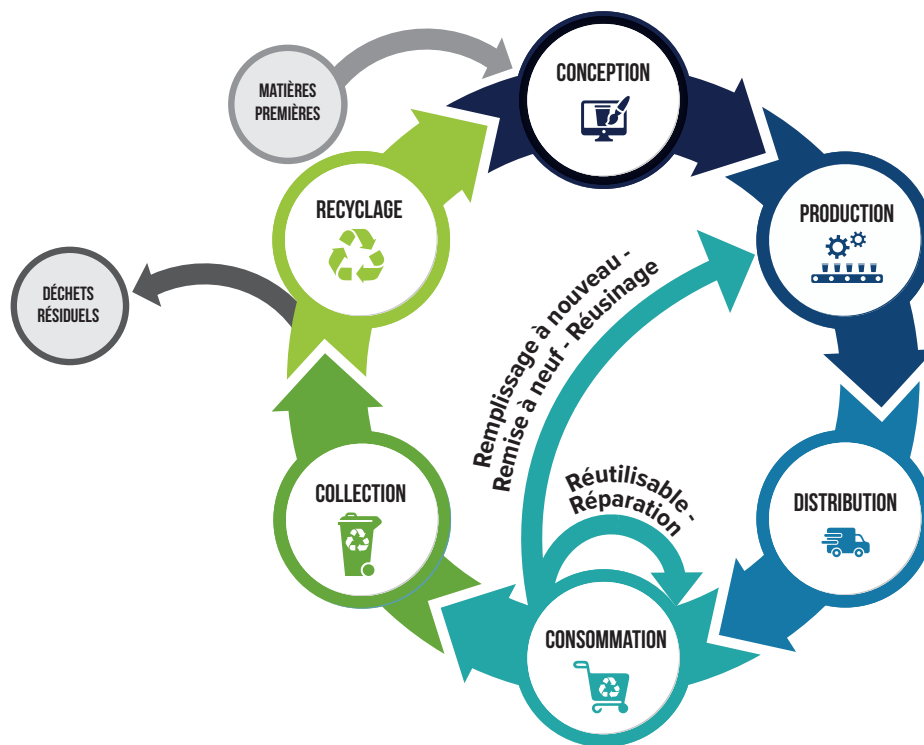 CONCEPTION
MATIÈRES
PREMIÈRES
RECYCLAGE
PRODUCTION
DÉCHETS
RÉSIDUELS
Remplissage à nouveau -
Remise à neuf - Réusinage
Réutilisable -
Réparation
COLLECTION
DISTRIBUTION
CONSOMMATION